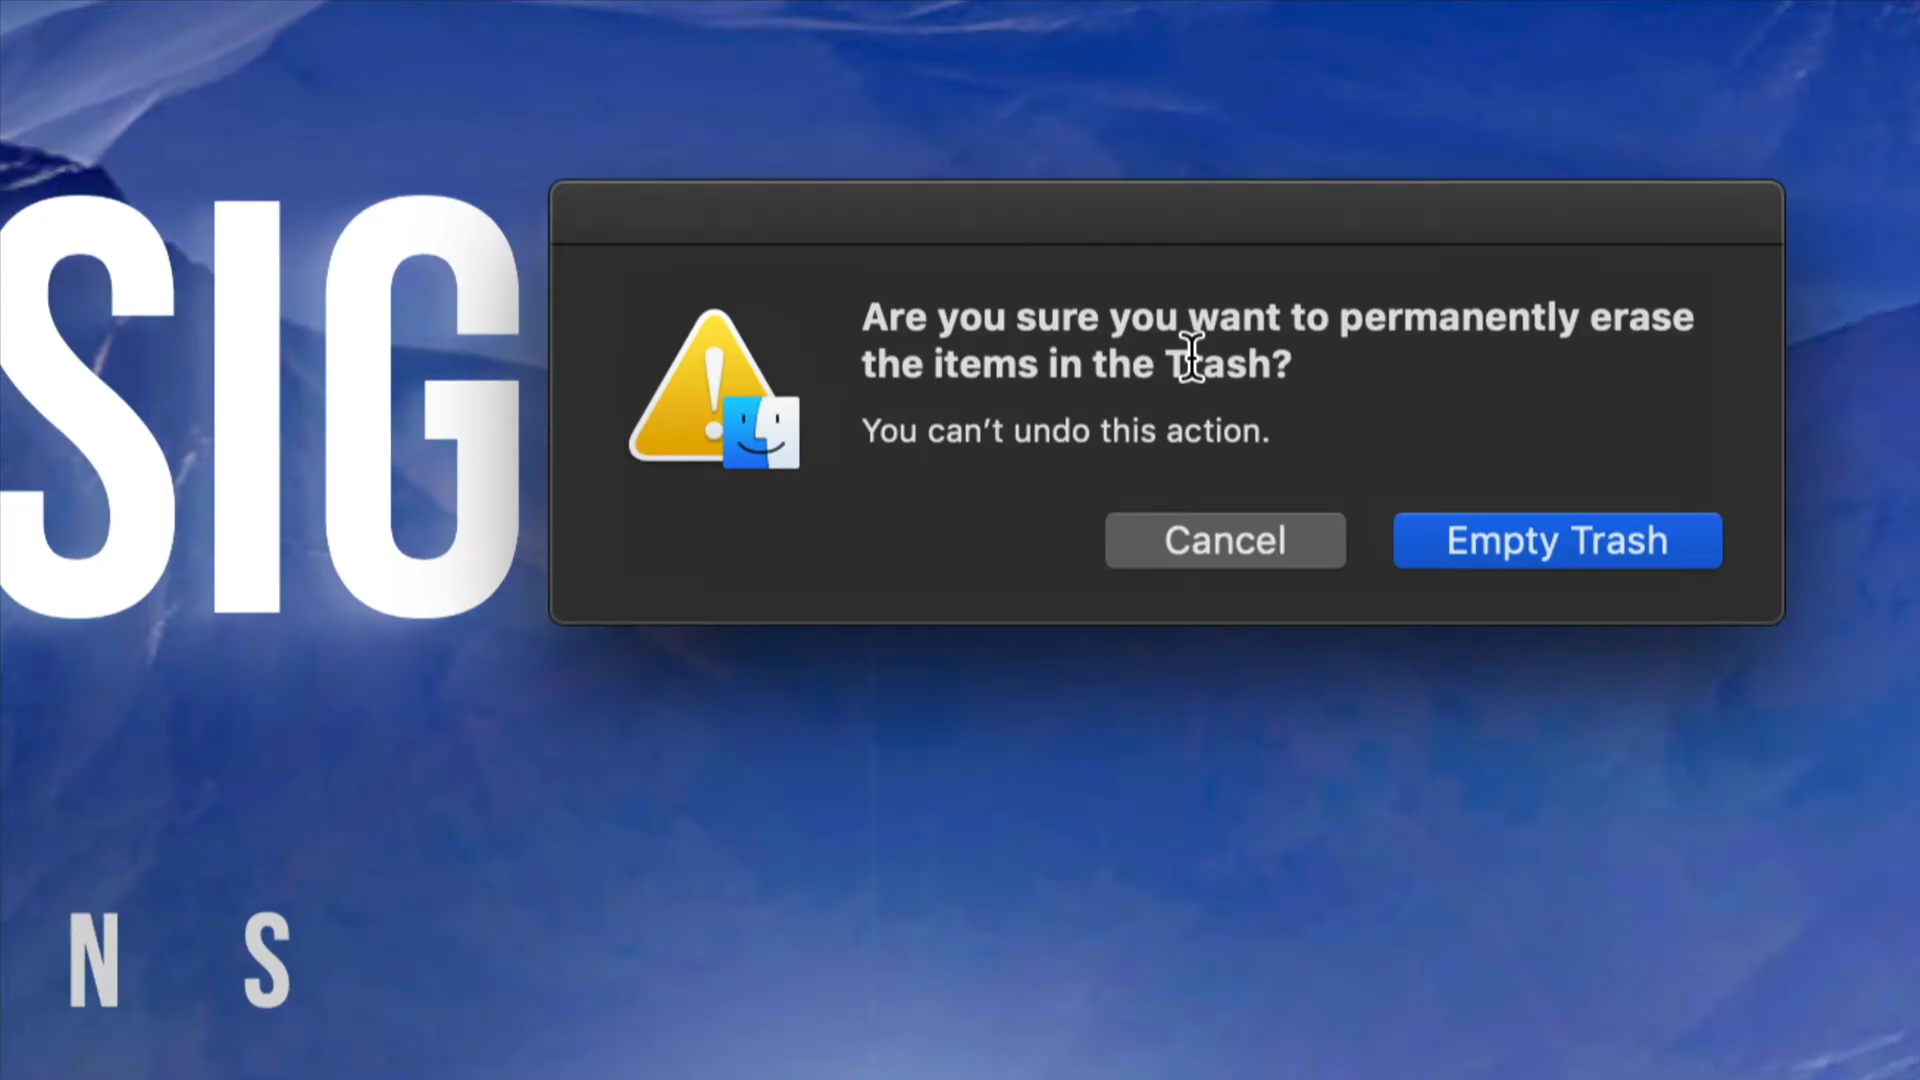 SIG
Are you sure you want to permanently erase
the items in the Trash?
You can’t undo this action.
Cancel Empty Trash
N S